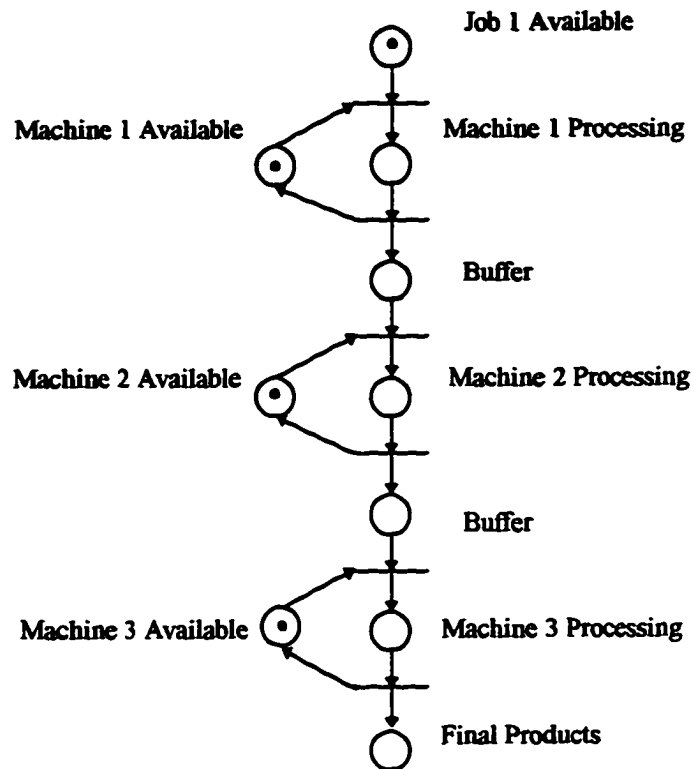 Job 1 Available
Machine 1 Available
Machine 1 Processing
Buffer
Machine 2 Available
Machine 2 Processing
Buffer
Machine 3 Available
Machine 3 Processing
Final Products